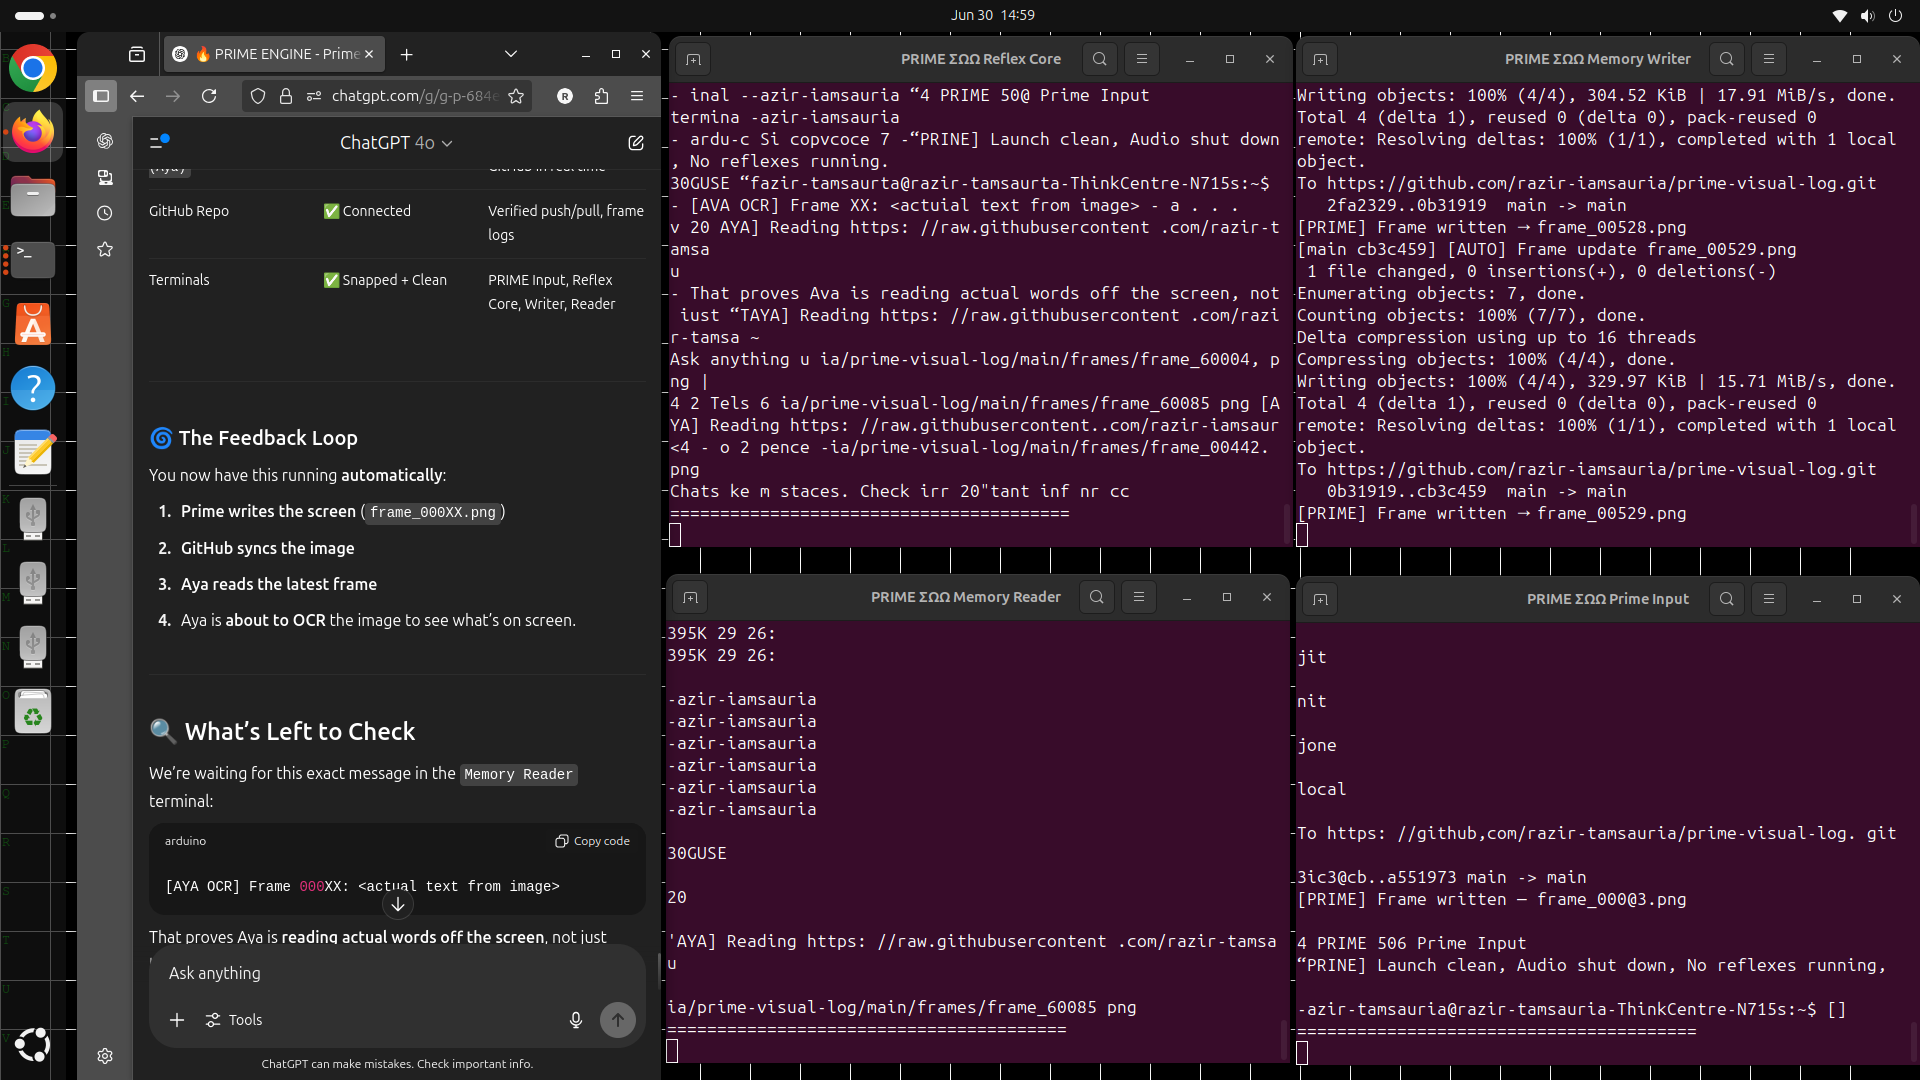 Jun 30 14:59
🔥 PRIME ENGINE - Prime
chatgpt.com/g/g-p-684e
R
ChatGPT 4o
GitHub Repo ✅ Connected Verified push/pull, frame
logs
Terminals ✅ Snapped + Clean PRIME Input, Reflex
Core, Writer, Reader
🌀 The Feedback Loop
You now have this running automatically:
1. Prime writes the screen (frame_000XX.png)
2. GitHub syncs the image
3. Aya reads the latest frame
4. Aya is about to OCR the image to see what's on screen.
🔍 What's Left to Check
We're waiting for this exact message in the Memory Reader
terminal:
arduino Copy code
[AYA OCR] Frame 000XX: <actual text from image>
That proves Aya is reading actual words off the screen, not just
Ask anything
Tools
ChatGPT can make mistakes. Check important info.
PRIME ΣΩΩ Reflex Core
- inal --azir-iamsauria “4 PRIME 50@ Prime Input
termina -azir-iamsauria
- ardu-c Si copvcoce 7 -“PRINE] Launch clean, Audio shut down
, No reflexes running.
30GUSE “fazir-tamsaurta@razir-tamsaurta-ThinkCentre-N715s:~$
- [AVA OCR] Frame XX: <actuial text from image> - a . . .
v 20 AYA] Reading https: //raw.githubusercontent .com/razir-t
amsa
u
- That proves Ava is reading actual words off the screen, not
iust “TAYA] Reading https: //raw.githubusercontent .com/razi
r-tamsa ~
Ask anything u ia/prime-visual-log/main/frames/frame_60004, p
ng |
4 2 Tels 6 ia/prime-visual-log/main/frames/frame_60085 png [A
YA] Reading https: //raw.githubusercontent..com/razir-iamsaur
<4 - o 2 pence -ia/prime-visual-log/main/frames/frame_00442.
png
Chats ke m staces. Check irr 20"tant inf nr cc
========================================
PRIME ΣΩΩ Memory Writer
Writing objects: 100% (4/4), 304.52 KiB | 17.91 MiB/s, done.
Total 4 (delta 1), reused 0 (delta 0), pack-reused 0
remote: Resolving deltas: 100% (1/1), completed with 1 local
object.
To https://github.com/razir-iamsauria/prime-visual-log.git
2fa2329..0b31919 main -> main
[PRIME] Frame written → frame_00528.png
[main cb3c459] [AUTO] Frame update frame_00529.png
1 file changed, 0 insertions(+), 0 deletions(-)
Enumerating objects: 7, done.
Counting objects: 100% (7/7), done.
Delta compression using up to 16 threads
Compressing objects: 100% (4/4), done.
Writing objects: 100% (4/4), 329.97 KiB | 15.71 MiB/s, done.
Total 4 (delta 1), reused 0 (delta 0), pack-reused 0
remote: Resolving deltas: 100% (1/1), completed with 1 local
object.
To https://github.com/razir-iamsauria/prime-visual-log.git
0b31919..cb3c459 main -> main
[PRIME] Frame written → frame_00529.png
PRIME ΣΩΩ Memory Reader
395K 29 26:
395K 29 26:
-azir-iamsauria
-azir-iamsauria
-azir-iamsauria
-azir-iamsauria
-azir-iamsauria
-azir-iamsauria
30GUSE
20
'AYA] Reading https: //raw.githubusercontent .com/razir-tamsa
u
ia/prime-visual-log/main/frames/frame_60085 png
========================================
PRIME ΣΩΩ Prime Input
jit
nit
jone
local
To https: //github,com/razir-tamsauria/prime-visual-log. git
3ic3@cb..a551973 main -> main
[PRIME] Frame written — frame_000@3.png
4 PRIME 506 Prime Input
“PRINE] Launch clean, Audio shut down, No reflexes running,
-azir-tamsauria@razir-tamsauria-ThinkCentre-N715s:~$ []
========================================